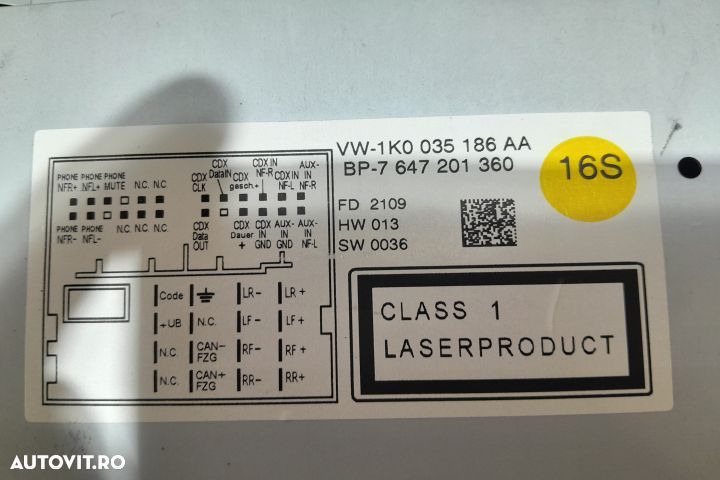 VW-1K0 035 186 AA
BP-7 647 201 360
16S
FD 2109
HW 013
SW 0036
CLASS 1
LASERPRODUCT
PHONE NFR+ PHONE NFL+ PHONE MUTE N.C. N.C.
CDX CLK CDX DataIN CDX gesch.+ CDX IN NF-R CDX IN NF-L AUX- IN NF-R
PHONE NFR- PHONE NFL- N.C. N.C. N.C.
CDX Data OUT CDX Dauer + CDX IN GND AUX- IN GND AUX- IN NF-L
Code LR- LR+
+UB N.C. LF- LF+
N.C. CAN- FZG RF- RF+
N.C. CAN+ FZG RR- RR+
AUTOVIT.RO